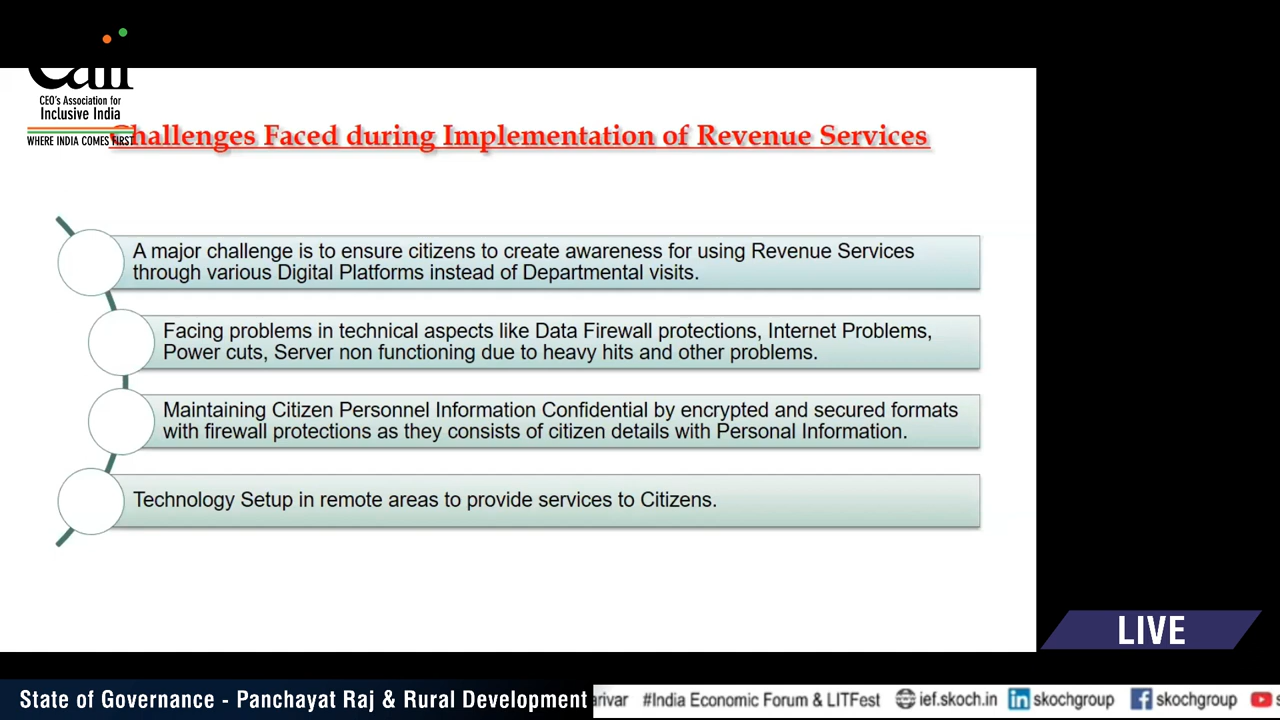 CEO's Association for
Inclusive India
WHERE INDIA COMES FIRST
Challenges Faced during Implementation of Revenue Services
A major challenge is to ensure citizens to create awareness for using Revenue Services
through various Digital Platforms instead of Departmental visits.
Facing problems in technical aspects like Data Firewall protections, Internet Problems,
Power cuts, Server non functioning due to heavy hits and other problems.
Maintaining Citizen Personnel Information Confidential by encrypted and secured formats
with firewall protections as they consists of citizen details with Personal Information.
Technology Setup in remote areas to provide services to Citizens.
LIVE
State of Governance - Panchayat Raj & Rural Development
#India Economic Forum & LITFest ief.skoch.in skochgroup skochgroup